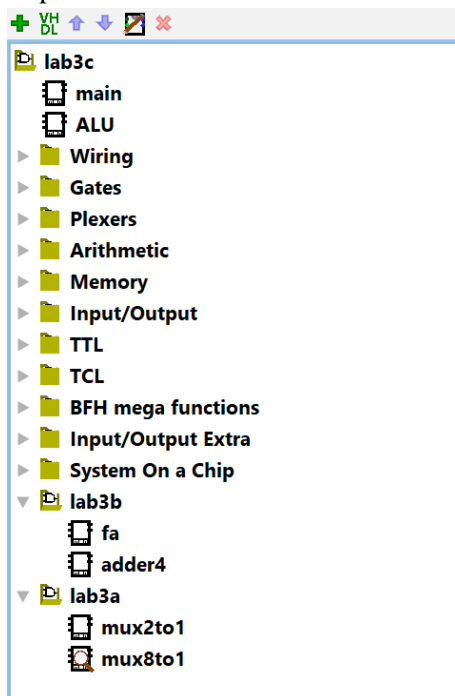 VH
DL
lab3c
main
ALU
Wiring
Gates
Plexers
Arithmetic
Memory
Input/Output
TTL
TCL
BFH mega functions
Input/Output Extra
System On a Chip
lab3b
fa
adder4
lab3a
mux2to1
mux8to1